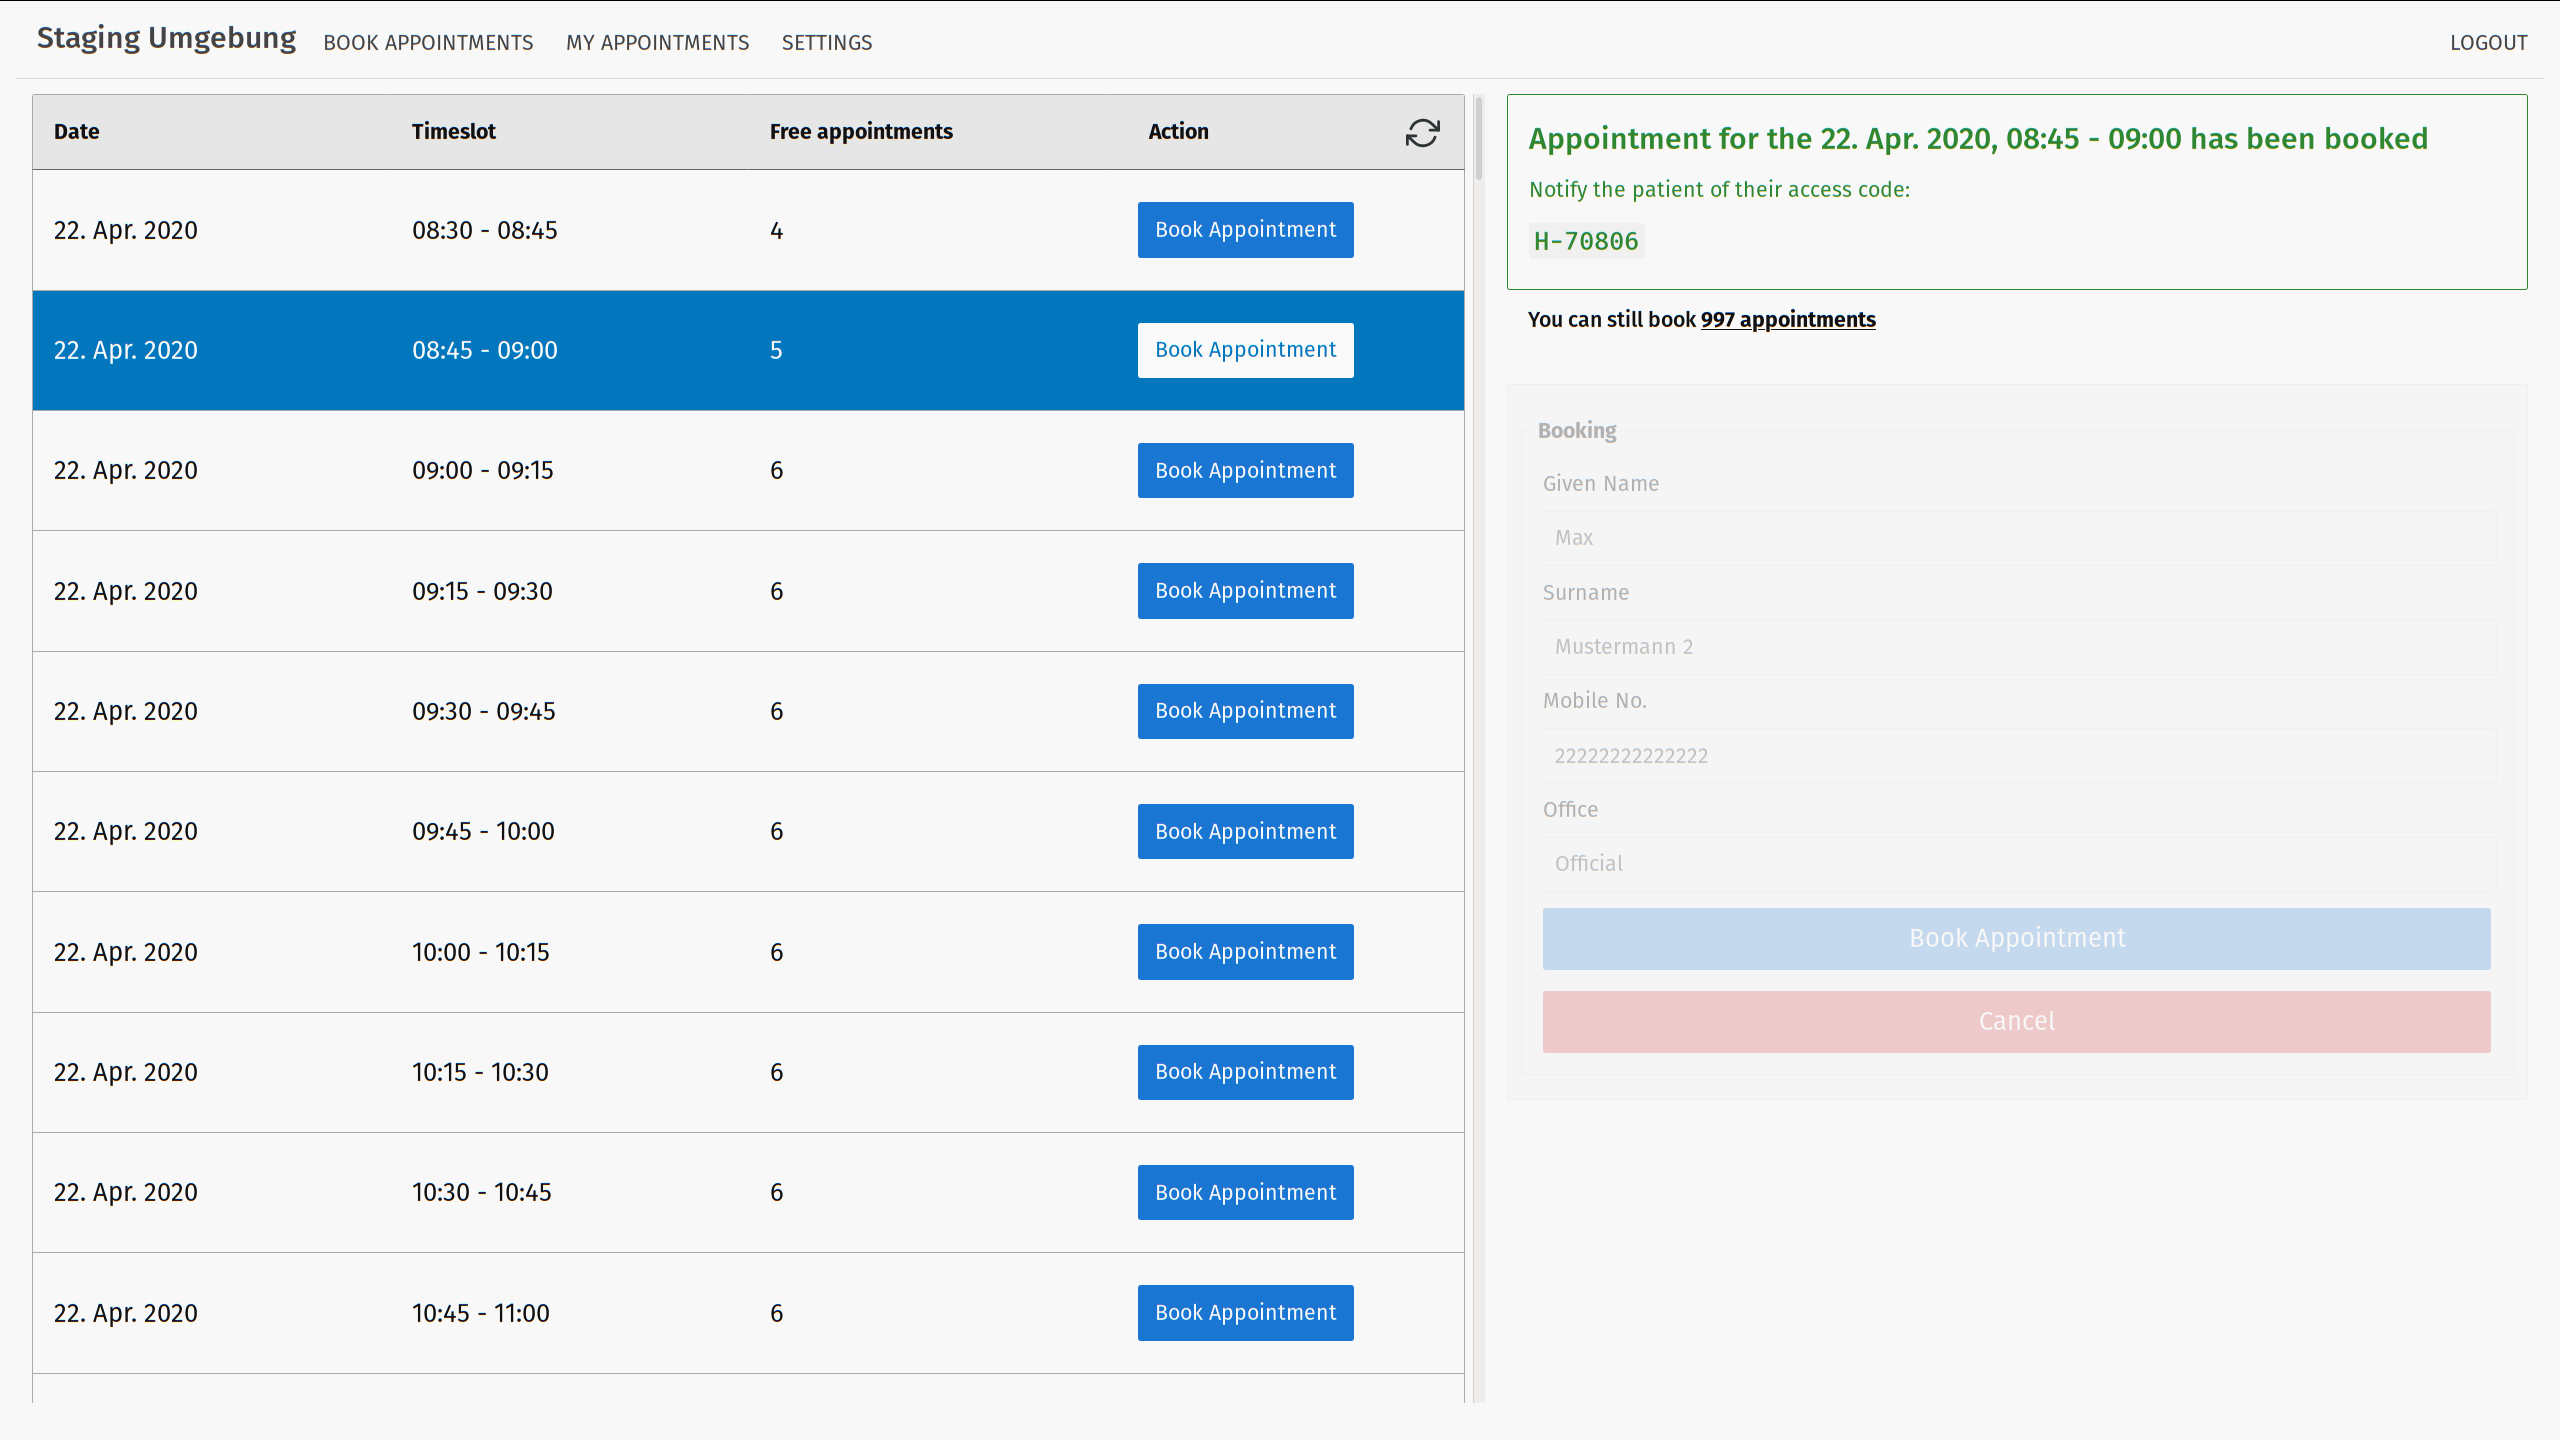 Staging Umgebung BOOK APPOINTMENTS MY APPOINTMENTS SETTINGS LOGOUT
Date Timeslot Free appointments Action
22. Apr. 2020 08:30 - 08:45 4 Book Appointment
22. Apr. 2020 08:45 - 09:00 5 Book Appointment
22. Apr. 2020 09:00 - 09:15 6 Book Appointment
22. Apr. 2020 09:15 - 09:30 6 Book Appointment
22. Apr. 2020 09:30 - 09:45 6 Book Appointment
22. Apr. 2020 09:45 - 10:00 6 Book Appointment
22. Apr. 2020 10:00 - 10:15 6 Book Appointment
22. Apr. 2020 10:15 - 10:30 6 Book Appointment
22. Apr. 2020 10:30 - 10:45 6 Book Appointment
22. Apr. 2020 10:45 - 11:00 6 Book Appointment
Appointment for the 22. Apr. 2020, 08:45 - 09:00 has been booked
Notify the patient of their access code:
H-70806
You can still book 997 appointments
Booking
Given Name
Max
Surname
Mustermann 2
Mobile No.
22222222222222
Office
Official
Book Appointment
Cancel